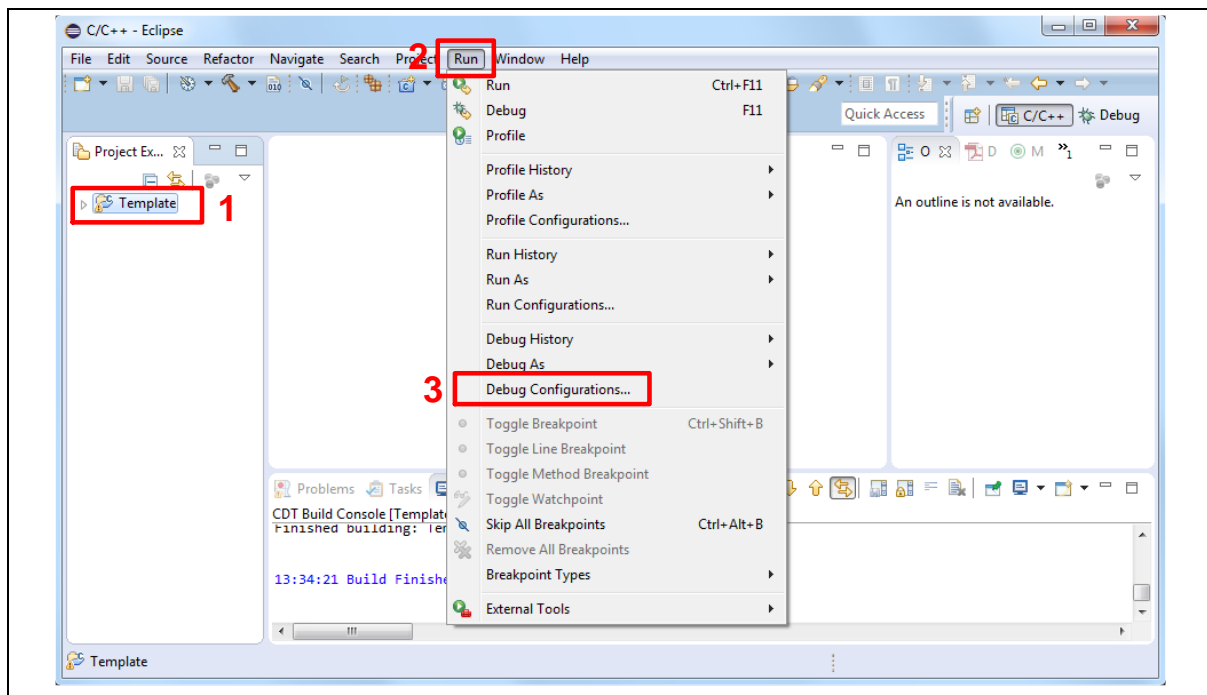 C/C++ - Eclipse
File Edit Source Refactor Navigate Search Project Run Window Help
2
Quick Access
C/C++
Debug
Project Ex...
Template
1
Run Ctrl+F11
Debug F11
Profile
Profile History
Profile As
Profile Configurations...
Run History
Run As
Run Configurations...
Debug History
Debug As
3
Debug Configurations...
Toggle Breakpoint Ctrl+Shift+B
Toggle Line Breakpoint
Toggle Method Breakpoint
Toggle Watchpoint
Skip All Breakpoints Ctrl+Alt+B
Remove All Breakpoints
Breakpoint Types
External Tools
O D M »1
An outline is not available.
Problems Tasks
CDT Build Console [Templat
Finished building: Te
13:34:21 Build Finishe
Template